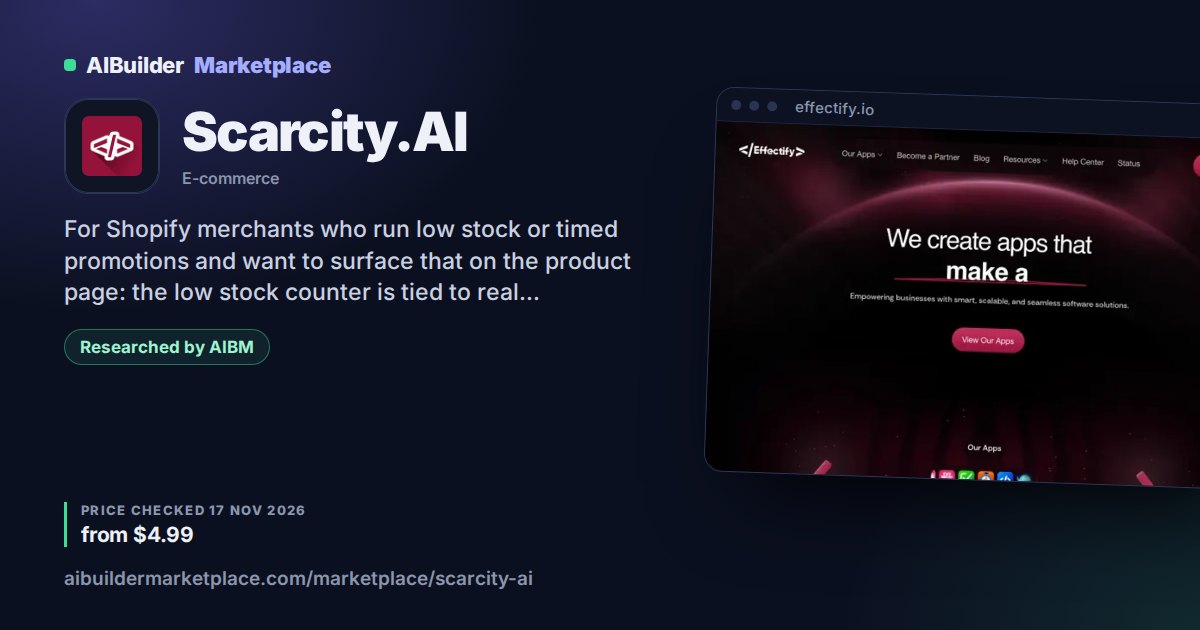 AIBuilder Marketplace
Scarcity.AI
E-commerce
For Shopify merchants who run low stock or timed
promotions and want to surface that on the product
page: the low stock counter is tied to real...
Researched by AIBM
PRICE CHECKED 17 NOV 2026
from $4.99
aibuildermarketplace.com/marketplace/scarcity-ai
effectify.io
</Effectify>
Our Apps
Become a Partner
Blog
Resources
Help Center
Status
We create apps that
make a
Empowering businesses with smart, scalable, and seamless software solutions.
View Our Apps
Our Apps